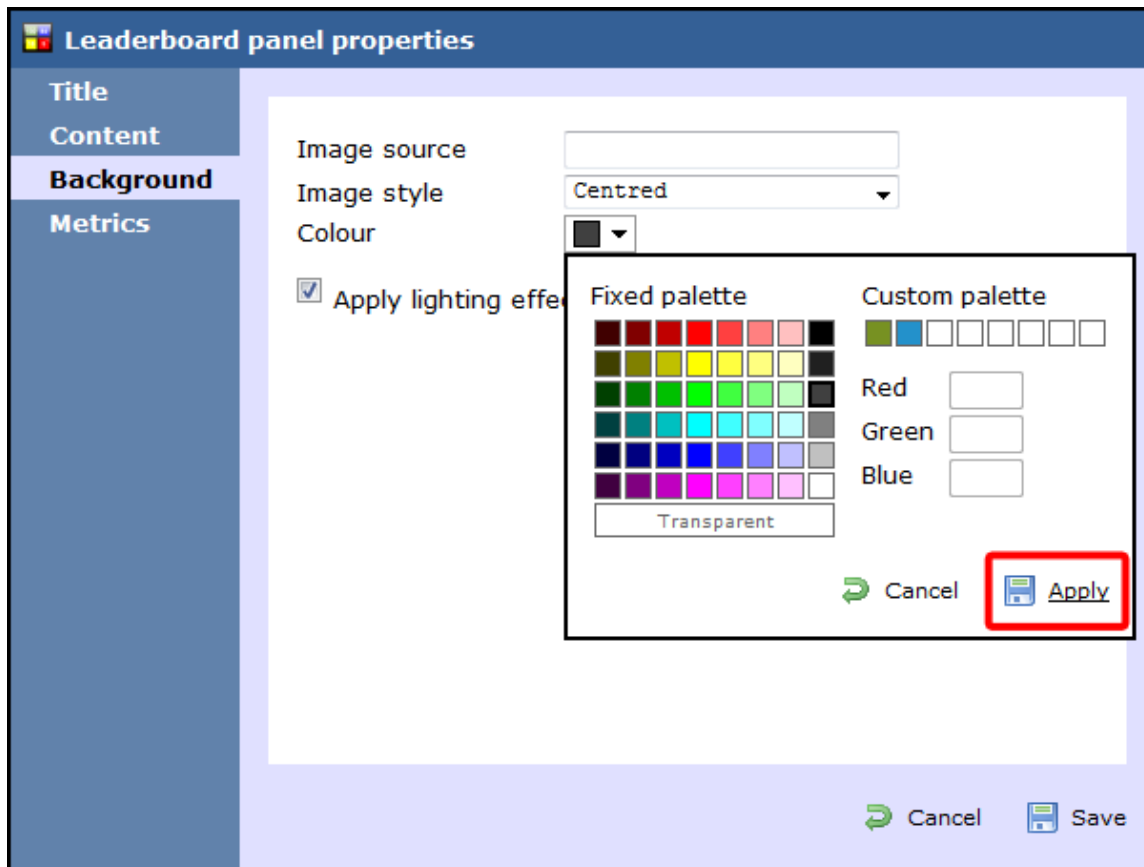 Leaderboard panel properties
Title
Content
Background
Metrics
Image source
Image style
Centred
Colour
Apply lighting effe
Fixed palette
Transparent
Custom palette
Red
Green
Blue
Cancel
Apply
Cancel
Save